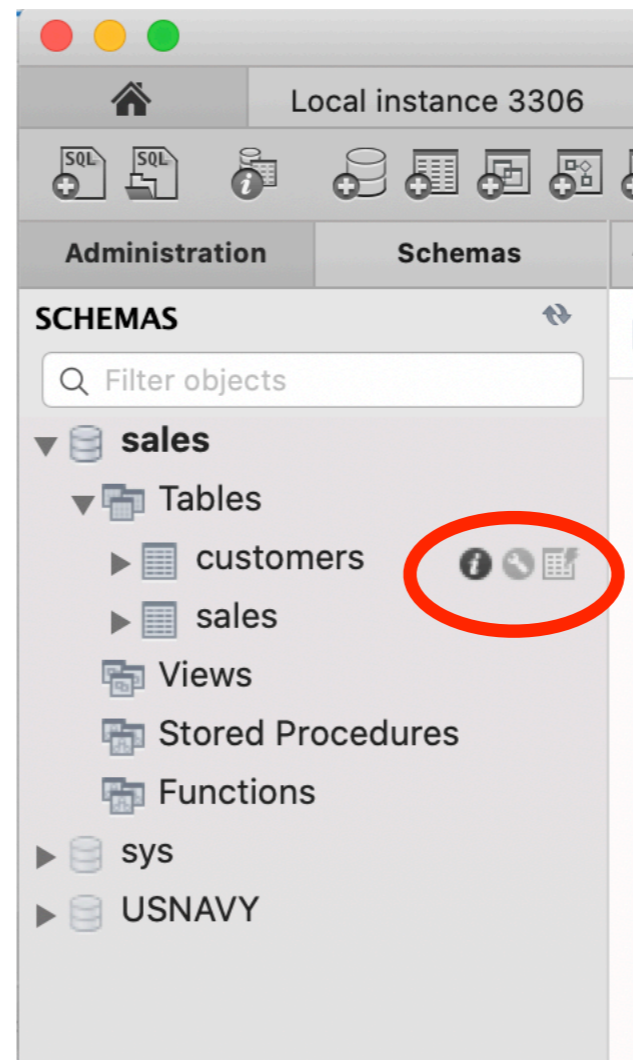 Local instance 3306
SQL SQL
Administration Schemas
SCHEMAS
Filter objects
sales
Tables
customers
sales
Views
Stored Procedures
Functions
sys
USNAVY